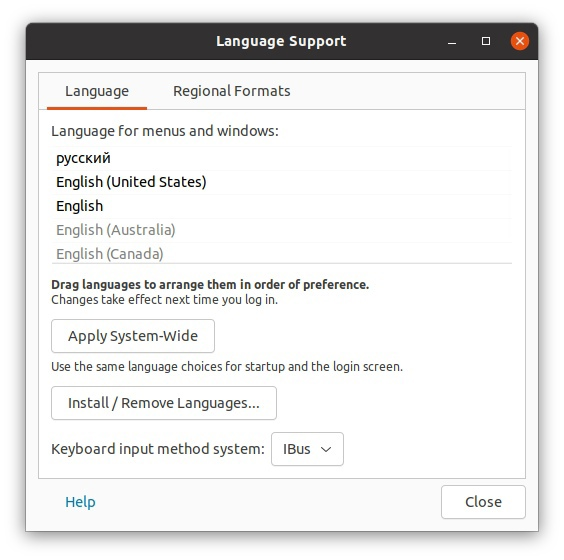 Language Support
Language
Regional Formats
Language for menus and windows:
русский
English (United States)
English
English (Australia)
English (Canada)
Drag languages to arrange them in order of preference.
Changes take effect next time you log in.
Apply System-Wide
Use the same language choices for startup and the login screen.
Install / Remove Languages...
Keyboard input method system: IBus
Help
Close